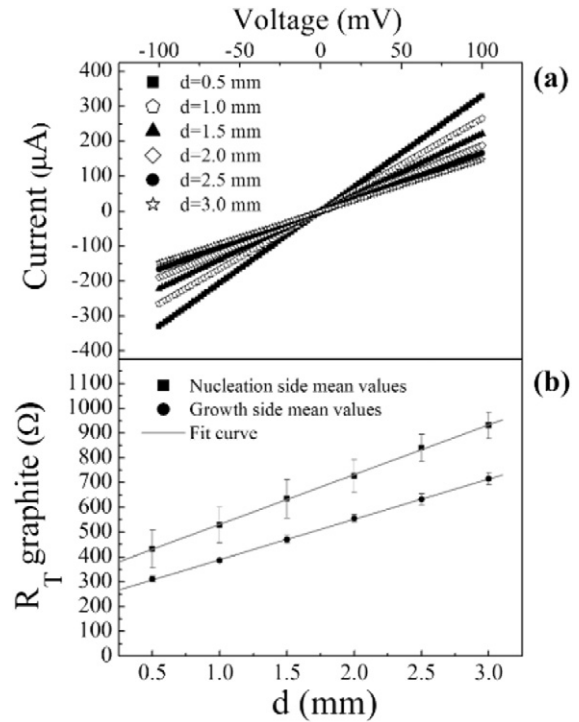 Voltage (mV)
-100 -50 0 50 100
(a)
Current (μA)
400
300
200
100
0
-100
-200
-300
-400
d=0.5 mm
d=1.0 mm
d=1.5 mm
d=2.0 mm
d=2.5 mm
d=3.0 mm
(b)
R_T graphite (Ω)
1100
1000
900
800
700
600
500
400
300
200
100
0
Nucleation side mean values
Growth side mean values
Fit curve
0.5 1.0 1.5 2.0 2.5 3.0
d (mm)